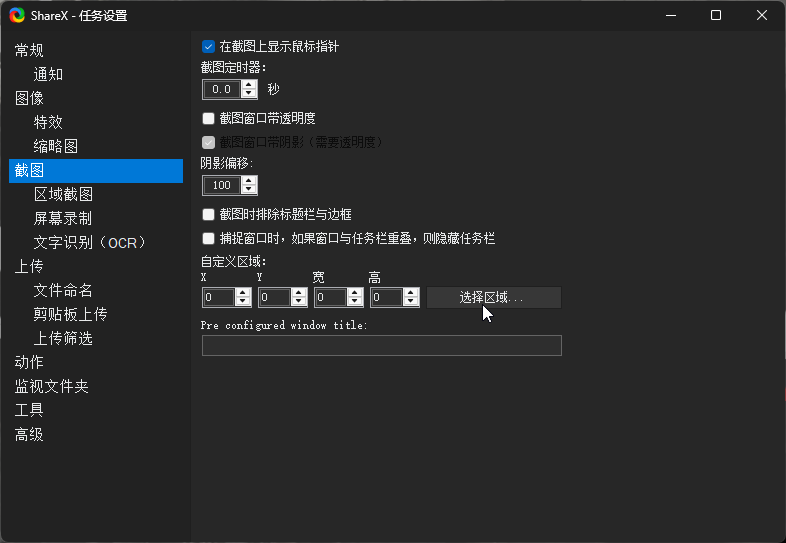 ShareX - 任务设置
常规
通知
图像
特效
缩略图
截图
区域截图
屏幕录制
文字识别（OCR）
上传
文件命名
剪贴板上传
上传筛选
动作
监视文件夹
工具
高级
在截图上显示鼠标指针
截图定时器:
0.0 秒
截图窗口带透明度
截图窗口带阴影（需要透明度）
阴影偏移:
100
截图时排除标题栏与边框
捕捉窗口时，如果窗口与任务栏重叠，则隐藏任务栏
自定义区域:
X Y 宽 高
0 0 0 0 选择区域...
Pre configured window title: